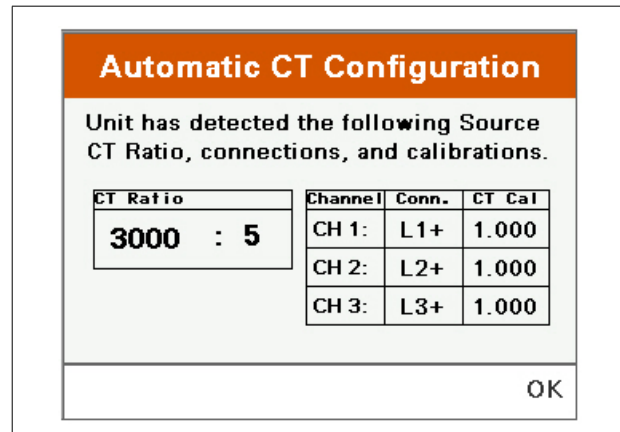 Automatic CT Configuration
Unit has detected the following Source
CT Ratio, connections, and calibrations.
CT Ratio
3000 : 5
Channel Conn. CT Cal
CH 1: L1+ 1.000
CH 2: L2+ 1.000
CH 3: L3+ 1.000
OK